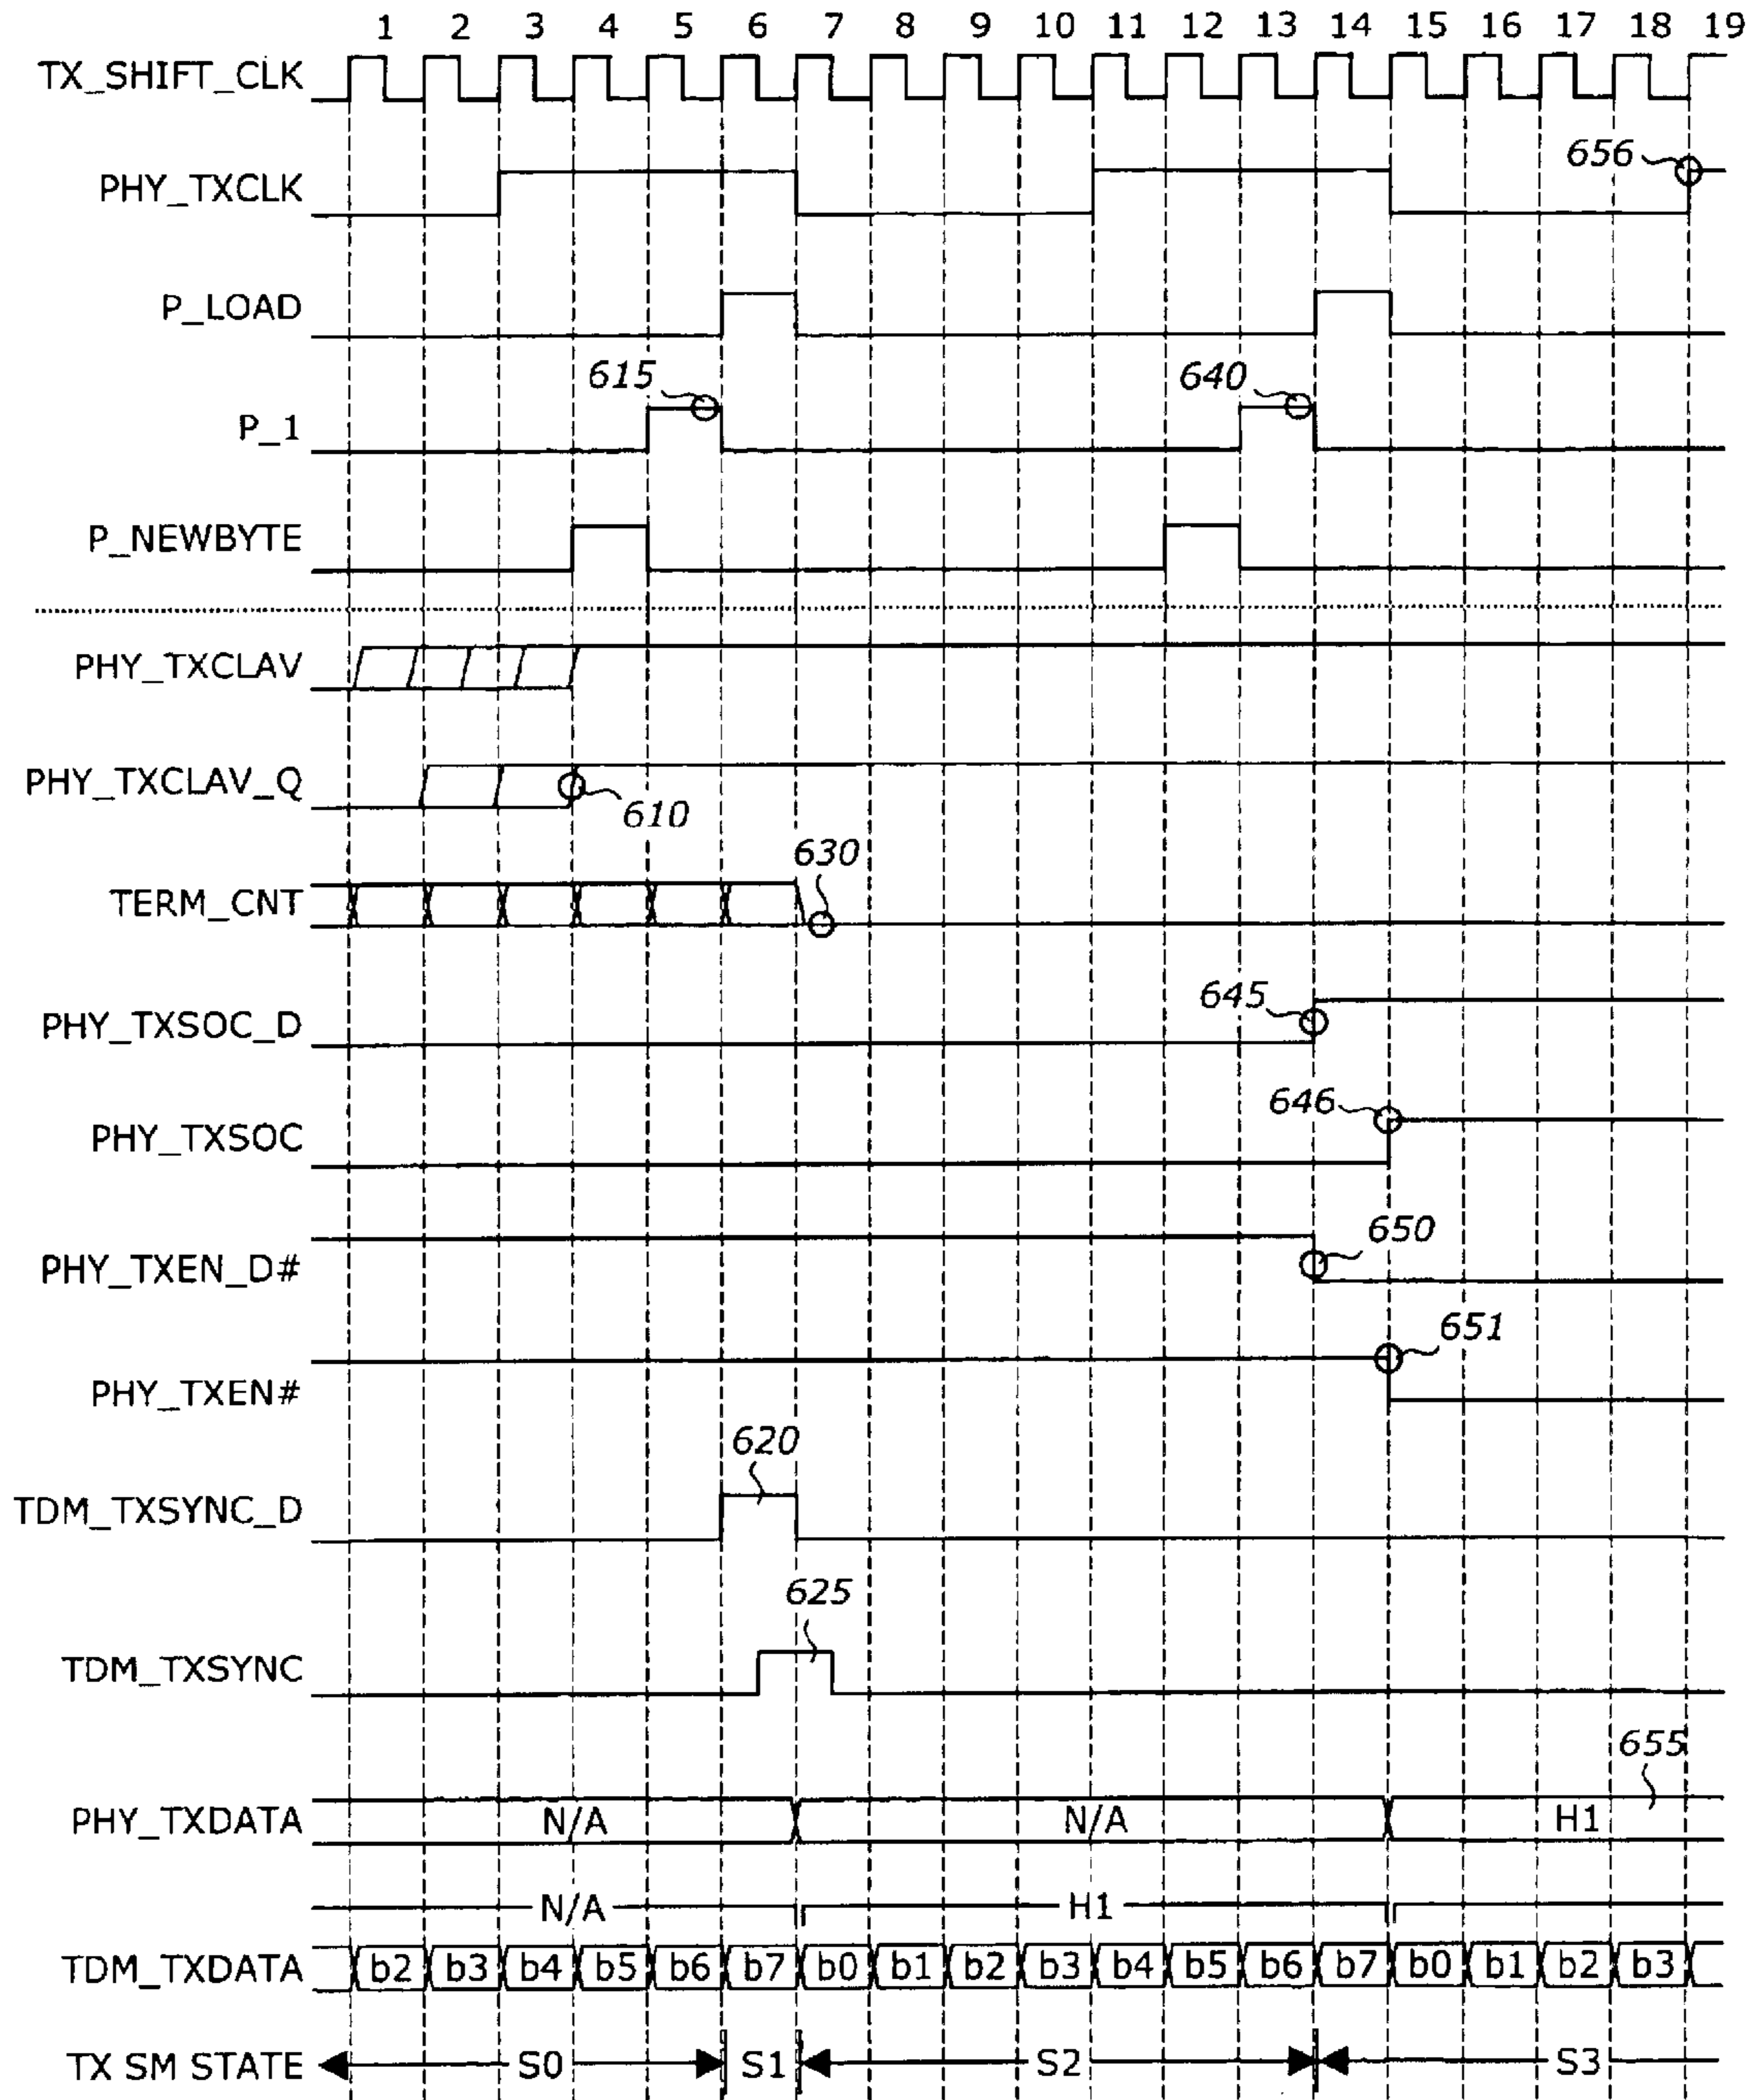 1 2 3 4 5 6 7 8 9 10 11 12 13 14 15 16 17 18 19
TX_SHIFT_CLK
656
PHY_TXCLK
P_LOAD
615 640
P_1
P_NEWBYTE
PHY_TXCLAV
PHY_TXCLAV_Q
610
630
TERM_CNT
645
PHY_TXSOC_D
646
PHY_TXSOC
650
PHY_TXEN_D#
651
PHY_TXEN#
620
TDM_TXSYNC_D
625
TDM_TXSYNC
655
PHY_TXDATA N/A N/A H1
N/A H1
TDM_TXDATA b2 b3 b4 b5 b6 b7 b0 b1 b2 b3 b4 b5 b6 b7 b0 b1 b2 b3
TX SM STATE S0 S1 S2 S3